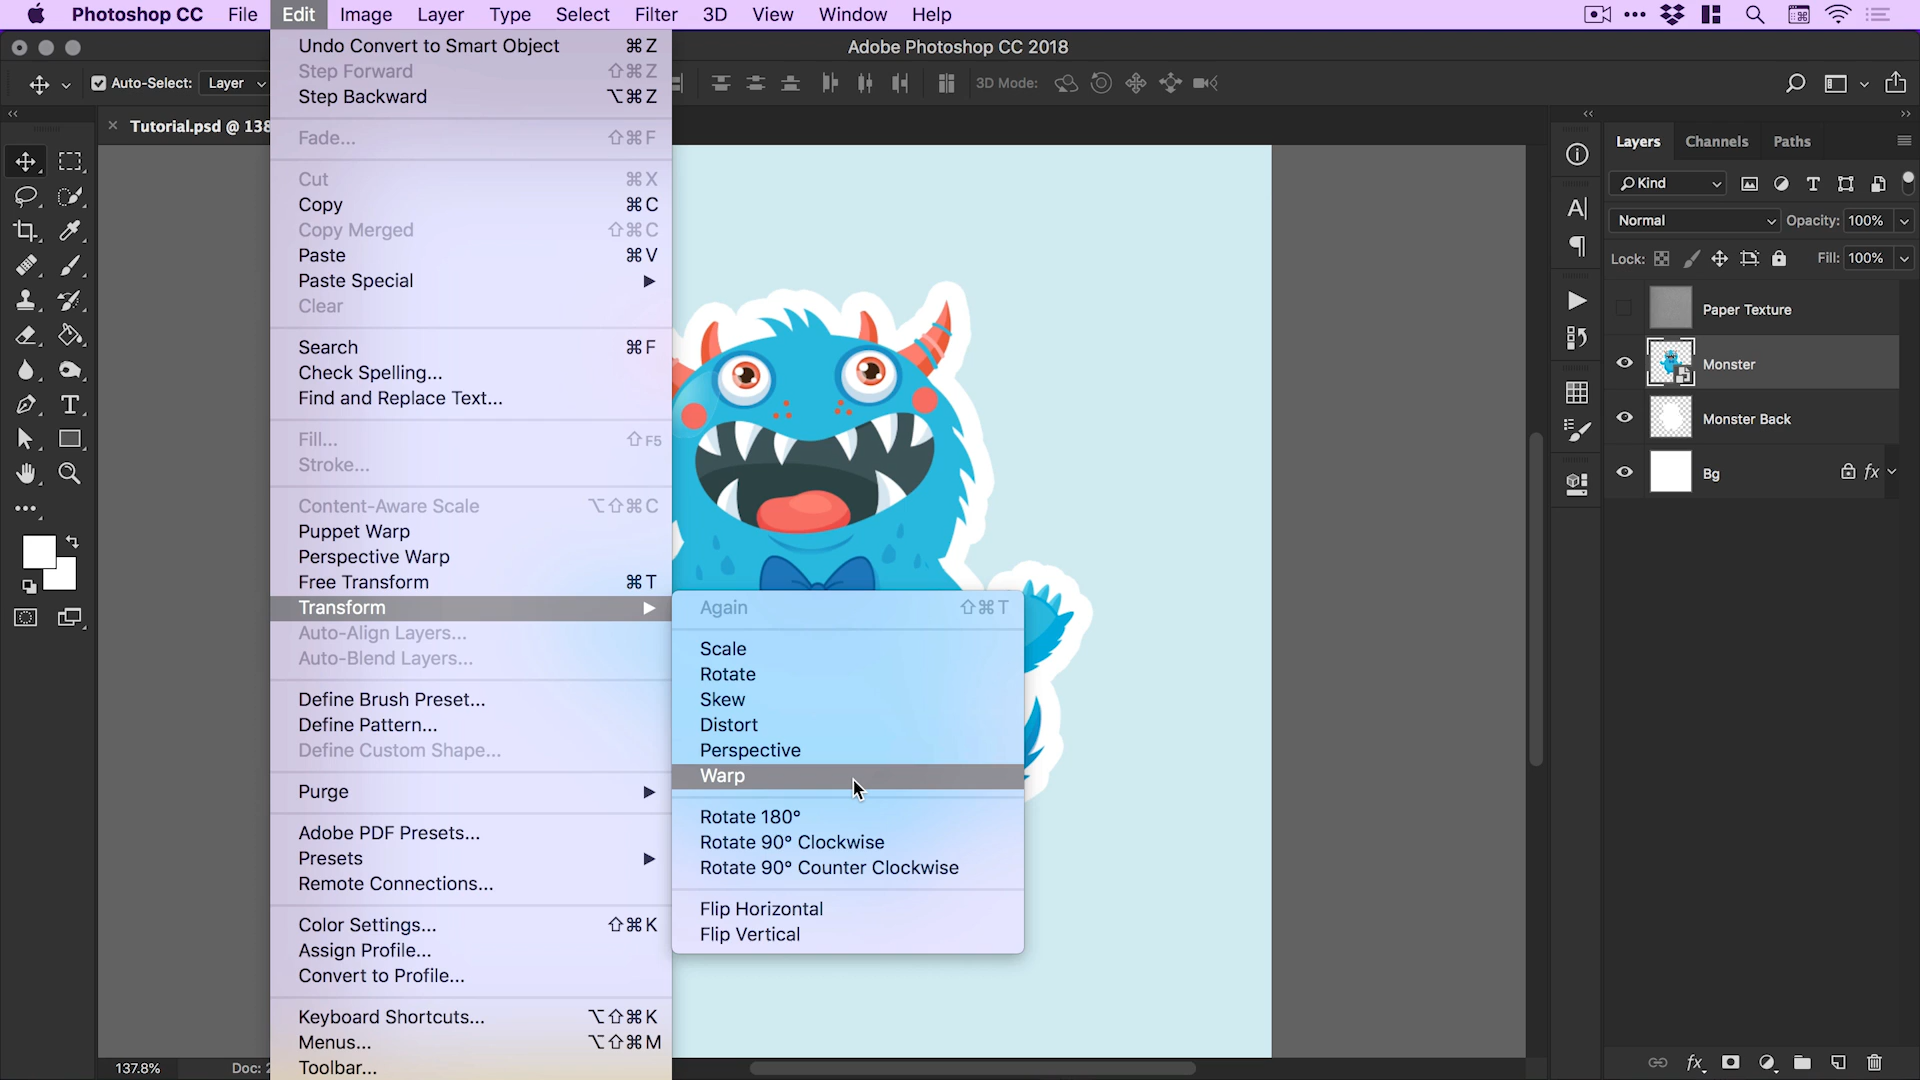 Photoshop CC File Edit Image Layer Type Select Filter 3D View Window Help
Adobe Photoshop CC 2018
Auto-Select: Layer
3D Mode:
Tutorial.psd @ 138
Undo Convert to Smart Object ⌘Z
Step Forward ⇧⌘Z
Step Backward ⌥⌘Z
Fade... ⇧⌘F
Cut ⌘X
Copy ⌘C
Copy Merged ⇧⌘C
Paste ⌘V
Paste Special
Clear
Search ⌘F
Check Spelling...
Find and Replace Text...
Fill... ⇧F5
Stroke...
Content-Aware Scale ⌥⇧⌘C
Puppet Warp
Perspective Warp
Free Transform ⌘T
Transform
Auto-Align Layers...
Auto-Blend Layers...
Define Brush Preset...
Define Pattern...
Define Custom Shape...
Purge
Adobe PDF Presets...
Presets
Remote Connections...
Color Settings... ⇧⌘K
Assign Profile...
Convert to Profile...
Keyboard Shortcuts... ⌥⇧⌘K
Menus... ⌥⇧⌘M
Toolbar...
Again ⇧⌘T
Scale
Rotate
Skew
Distort
Perspective
Warp
Rotate 180°
Rotate 90° Clockwise
Rotate 90° Counter Clockwise
Flip Horizontal
Flip Vertical
Layers Channels Paths
Kind
Normal Opacity: 100%
Lock: Fill: 100%
Paper Texture
Monster
Monster Back
Bg fx
fx
137.8% Doc: 2